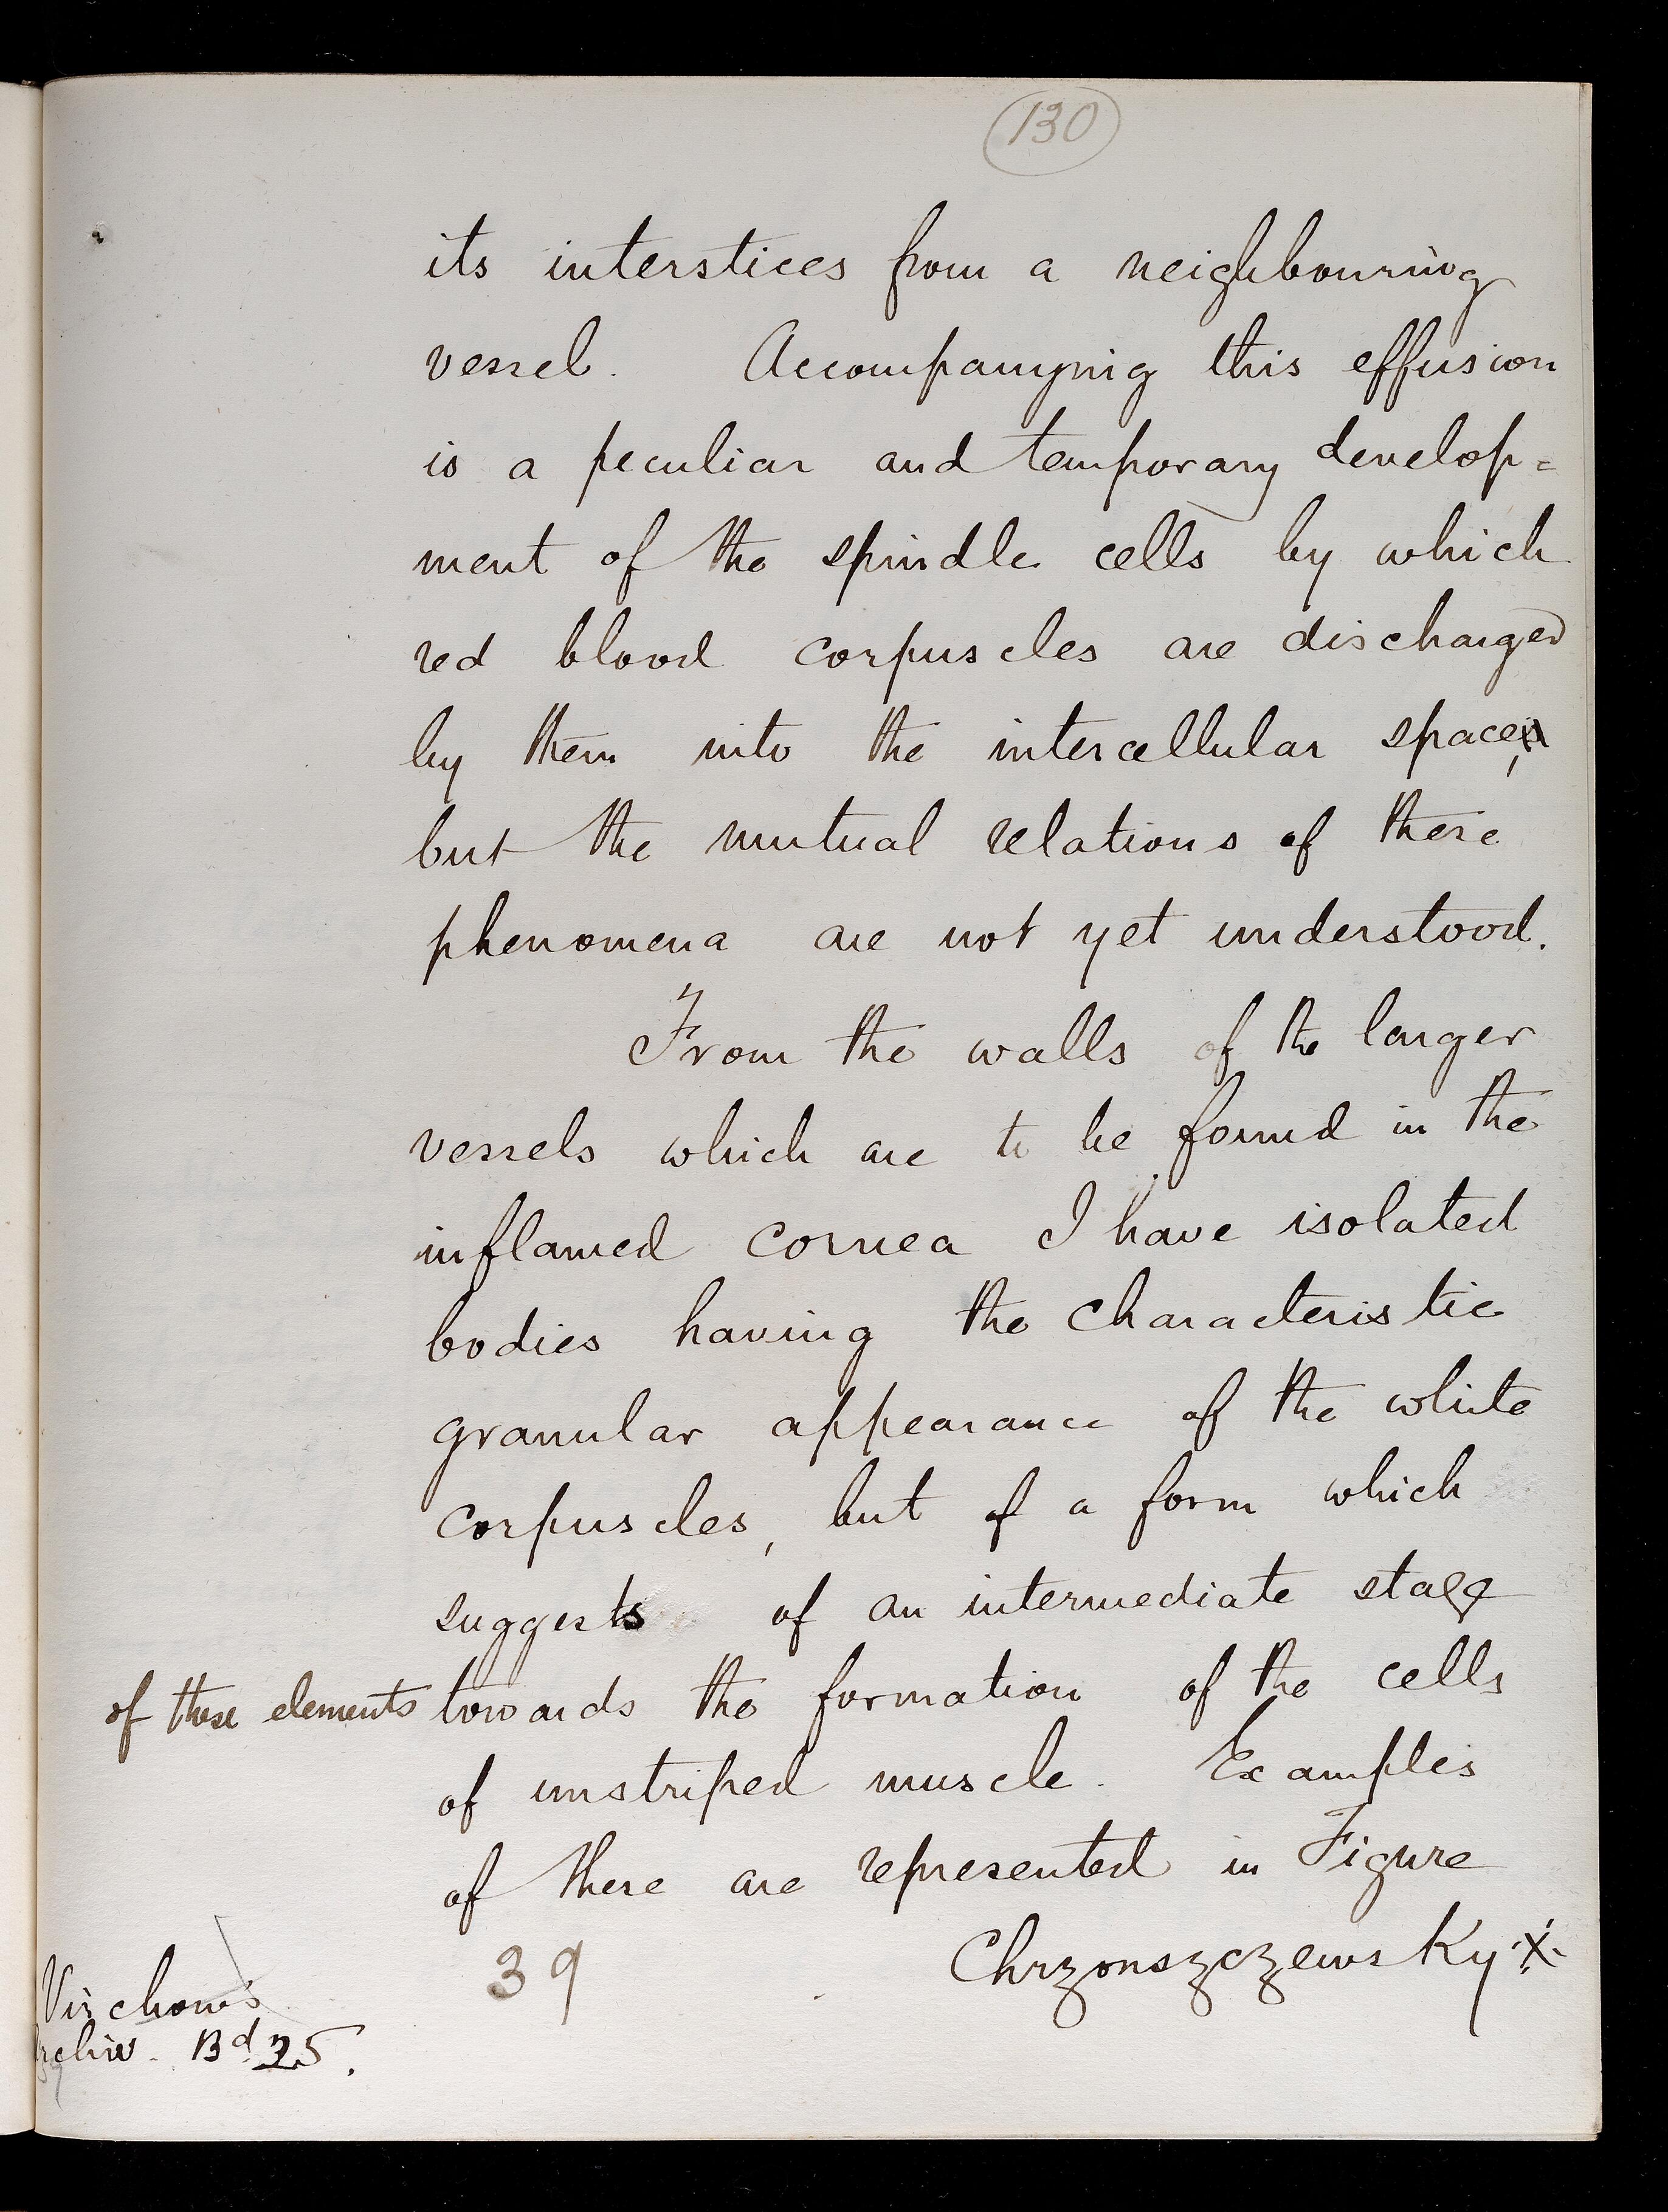 130
its interstices from a neighbouring
vessel. Accompanying this effusion
is a peculiar and temporary develop=
ment of the spindle cells by which
red blood corpuscles are discharged
by them into the intercellular space,
but the mutual relations of these
phenomena are not yet understood.
From the walls of the larger
vessels which are to be found in the
inflamed cornea I have isolated
bodies having the characteristic
granular appearance of the white
corpuscles, but of a form which
suggests of an intermediate stage
of these elements towards the formation of the cells
of unstriped muscle. Examples
of these are represented in Figure
39 Chrzonszczewsky x
Virchow's
Archiv. Bd. 35.